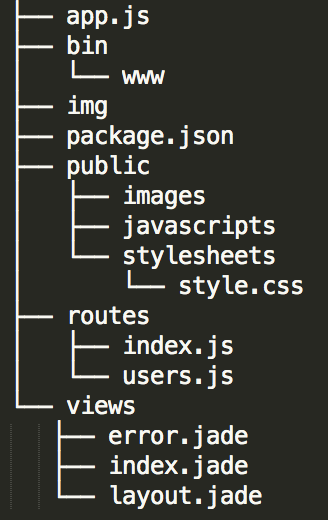 ├── app.js
├── bin
│   └── www
├── img
├── package.json
├── public
│   ├── images
│   ├── javascripts
│   └── stylesheets
│       └── style.css
├── routes
│   ├── index.js
│   └── users.js
└── views
    ├── error.jade
    ├── index.jade
    └── layout.jade